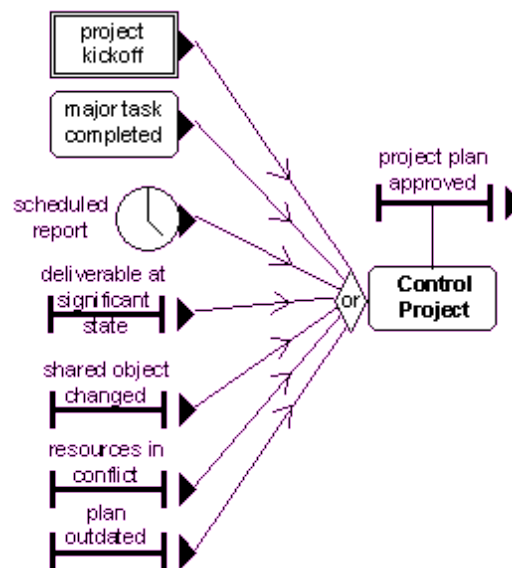 project
kickoff
major task
completed
project plan
approved
scheduled
report
deliverable at
significant
state
or
Control
Project
shared object
changed
resources in
conflict
plan
outdated